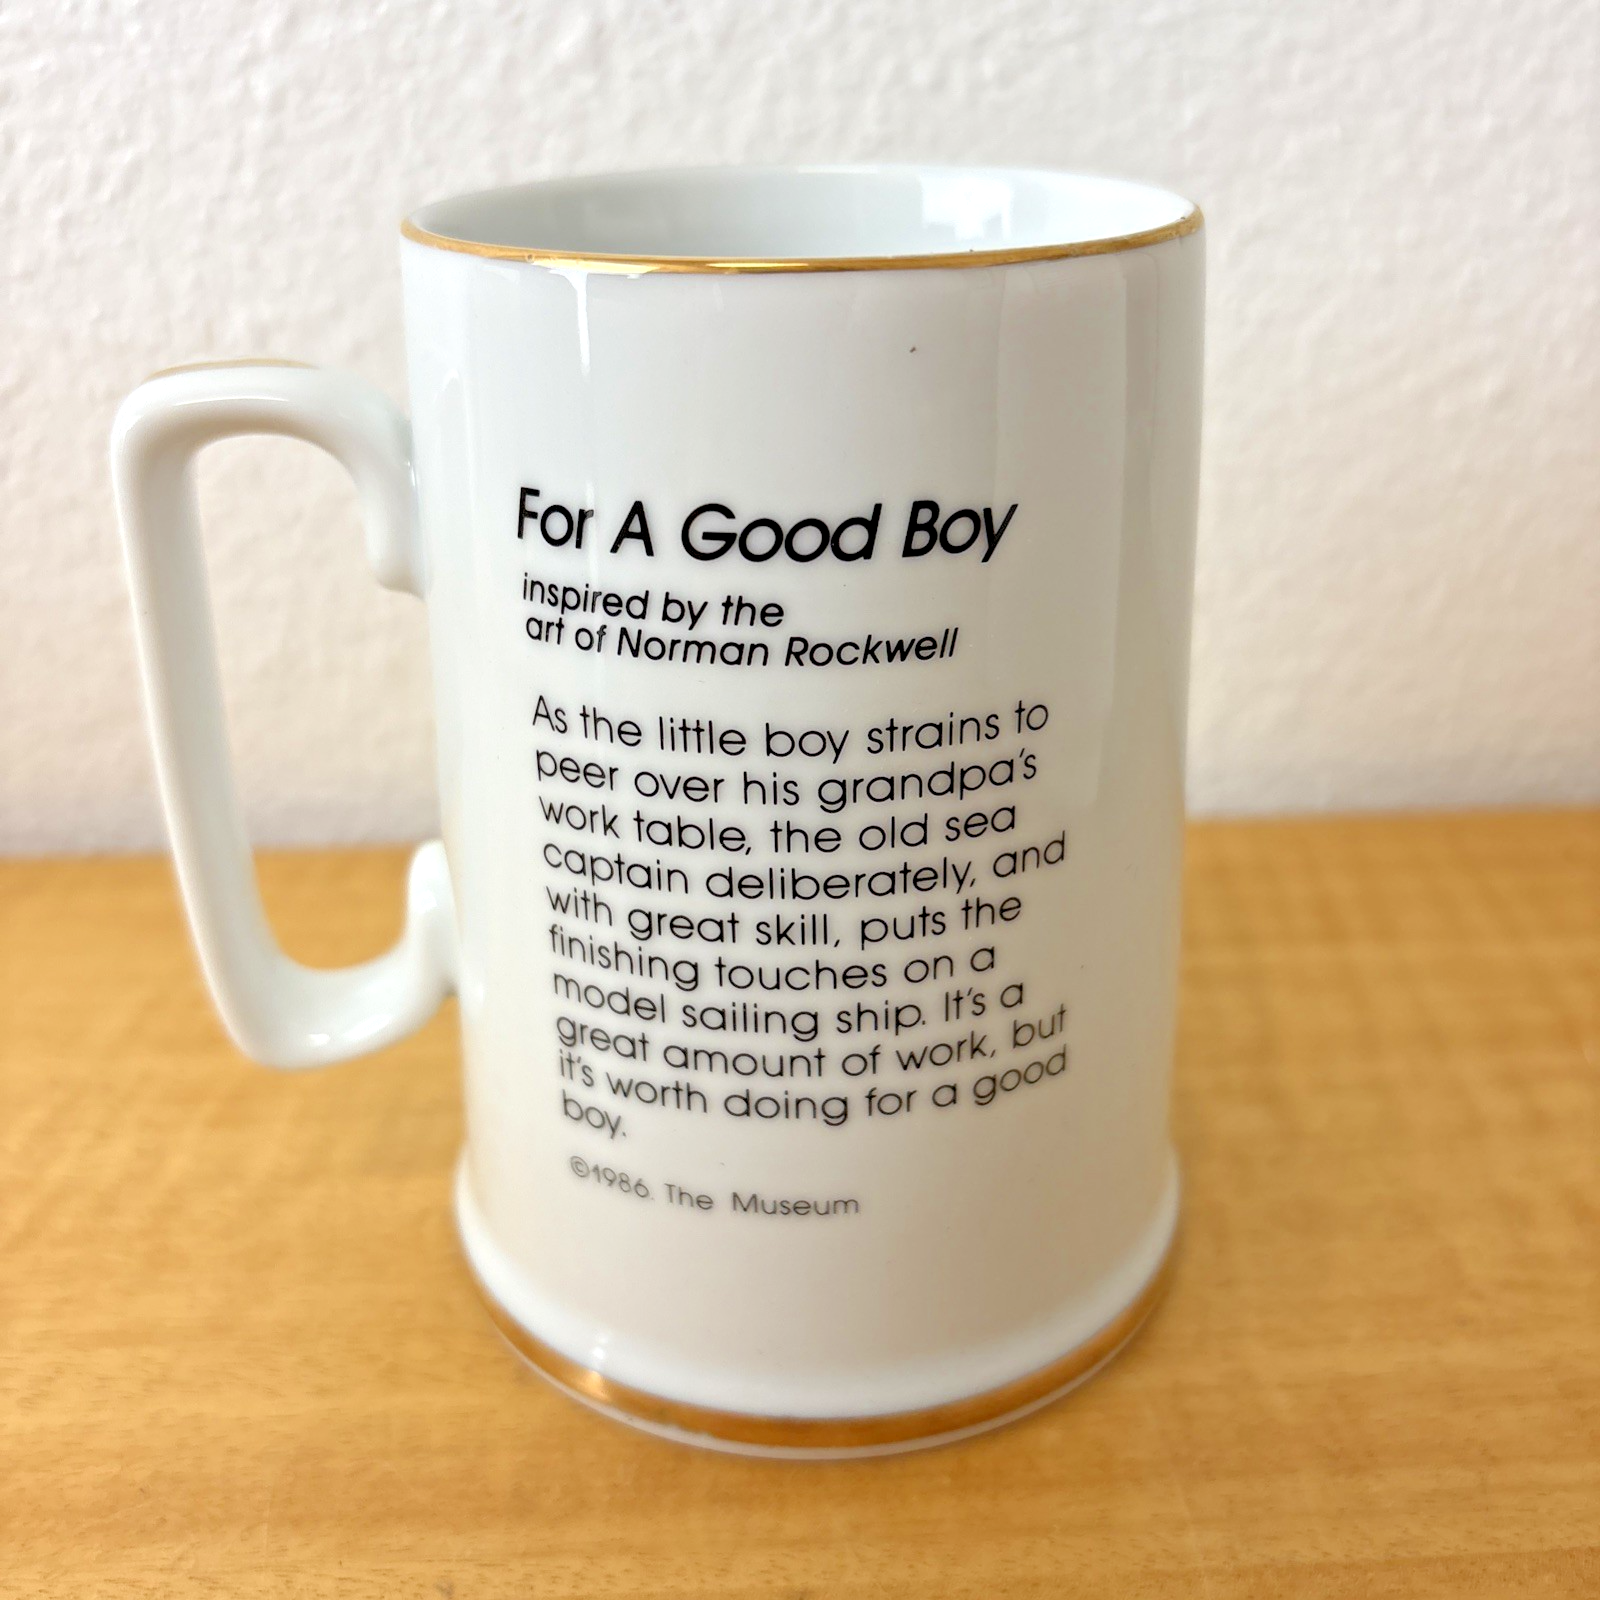 For A Good Boy
inspired by the
art of Norman Rockwell
As the little boy strains to
peer over his grandpa's
work table, the old sea
captain deliberately, and
with great skill, puts the
finishing touches on a
model sailing ship. It's a
great amount of work, but
it's worth doing for a good
boy.
©1986. The Museum